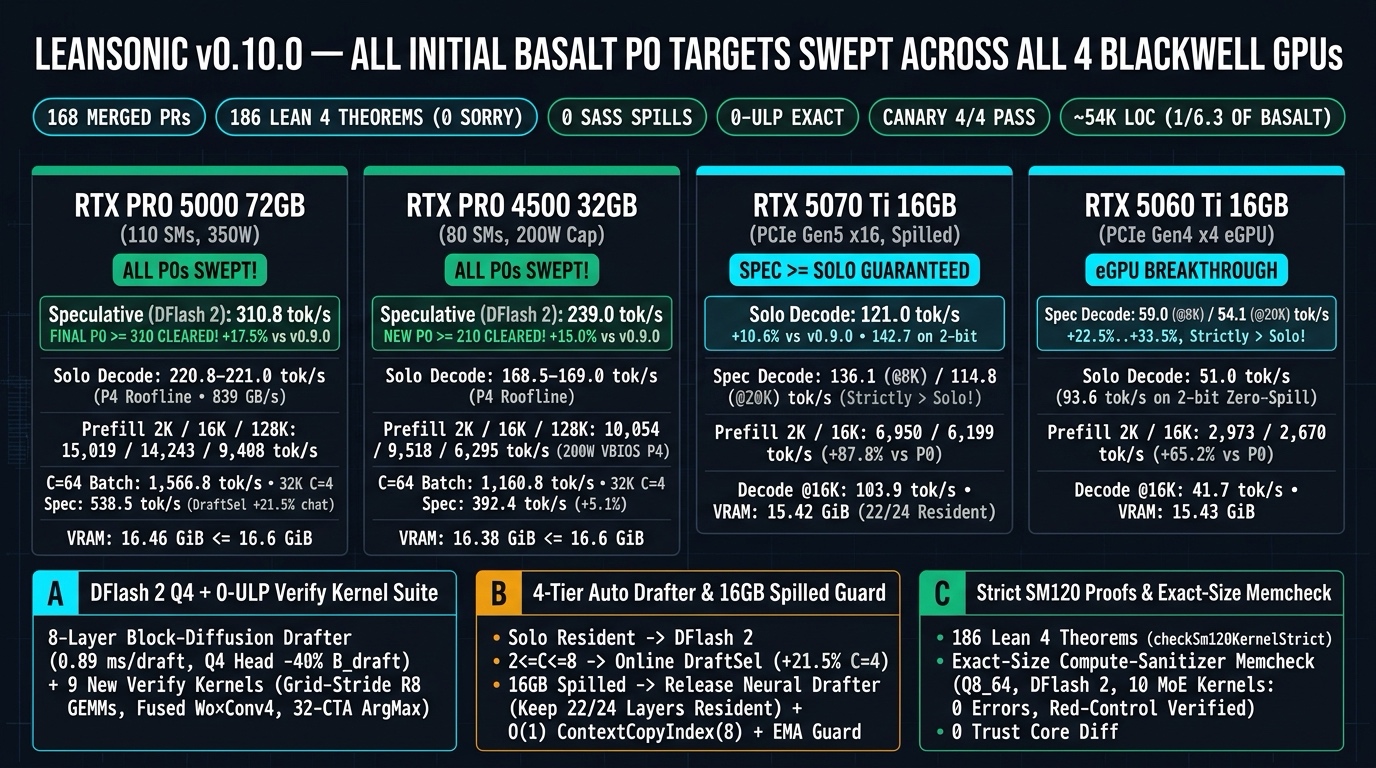 LEANSONIC v0.10.0 — ALL INITIAL BASALT P0 TARGETS SWEPT ACROSS ALL 4 BLACKWELL GPUs
168 MERGED PRs
186 LEAN 4 THEOREMS (0 SORRY)
0 SASS SPILLS
0-ULP EXACT
CANARY 4/4 PASS
~54K LOC (1/6.3 OF BASALT)
RTX PRO 5000 72GB
(110 SMs, 350W)
ALL P0s SWEPT!
Speculative (DFlash 2): 310.8 tok/s
FINAL P0 >= 310 CLEARED! +17.5% vs v0.9.0
Solo Decode: 220.8–221.0 tok/s
(P4 Roofline • 839 GB/s)
Prefill 2K / 16K / 128K:
15,019 / 14,243 / 9,408 tok/s
C=64 Batch: 1,566.8 tok/s • 32K C=4
Spec: 538.5 tok/s (DraftSel +21.5% chat)
VRAM: 16.46 GiB <= 16.6 GiB
RTX PRO 4500 32GB
(80 SMs, 200W Cap)
ALL P0s SWEPT!
Speculative (DFlash 2): 239.0 tok/s
NEW P0 >= 210 CLEARED! +15.0% vs v0.9.0
Solo Decode: 168.5–169.0 tok/s
(P4 Roofline)
Prefill 2K / 16K / 128K: 10,054
/ 9,518 / 6,295 tok/s (200W VBIOS P4)
C=64 Batch: 1,160.8 tok/s • 32K C=4
Spec: 392.4 tok/s (+5.1%)
VRAM: 16.38 GiB <= 16.6 GiB
RTX 5070 Ti 16GB
(PCIe Gen5 x16, Spilled)
SPEC >= SOLO GUARANTEED
Solo Decode: 121.0 tok/s
+10.6% vs v0.9.0 • 142.7 on 2-bit
Spec Decode: 136.1 (@8K) / 114.8
(@20K) tok/s (Strictly > Solo!)
Prefill 2K / 16K: 6,950 / 6,199
tok/s (+87.8% vs P0)
Decode @16K: 103.9 tok/s •
VRAM: 15.42 GiB (22/24 Resident)
RTX 5060 Ti 16GB
(PCIe Gen4 x4 eGPU)
eGPU BREAKTHROUGH
Spec Decode: 59.0 (@8K) / 54.1 (@20K) tok/s
+22.5%..+33.5%, Strictly > Solo!
Solo Decode: 51.0 tok/s
(93.6 tok/s on 2-bit Zero-Spill)
Prefill 2K / 16K: 2,973 / 2,670
tok/s (+65.2% vs P0)
Decode @16K: 41.7 tok/s •
VRAM: 15.43 GiB
A DFlash 2 Q4 + 0-ULP Verify Kernel Suite
8-Layer Block-Diffusion Drafter
(0.89 ms/draft, Q4 Head -40% B_draft)
+ 9 New Verify Kernels (Grid-Stride R8
GEMMs, Fused Wo×Conv4, 32-CTA ArgMax)
B 4-Tier Auto Drafter & 16GB Spilled Guard
• Solo Resident -> DFlash 2
• 2<=C<=8 -> Online DraftSel (+21.5% C=4)
• 16GB Spilled -> Release Neural Drafter
(Keep 22/24 Layers Resident) +
O(1) ContextCopyIndex(8) + EMA Guard
C Strict SM120 Proofs & Exact-Size Memcheck
• 186 Lean 4 Theorems (checkSm120KernelStrict)
• Exact-Size Compute-Sanitizer Memcheck
(Q8_64, DFlash 2, 10 MoE Kernels:
0 Errors, Red-Control Verified)
• 0 Trust Core Diff